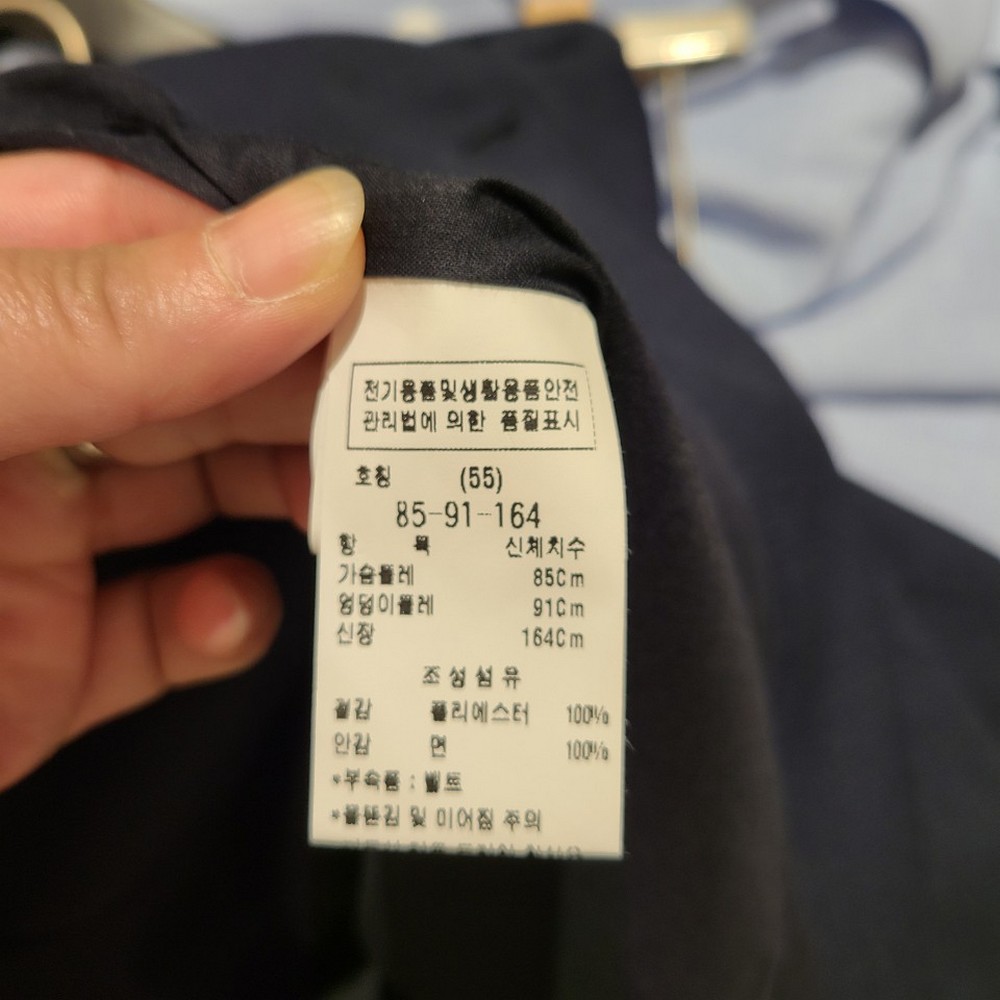 전기용품및생활용품안전
관리법에 의한 품질표시
호칭 (55)
85-91-164
항 목 신체치수
가슴둘레 85Cm
엉덩이둘레 91Cm
신장 164Cm
조성섬유
겉감 폴리에스터 100%
안감 면 100%
*부속품 : 벨트
*올뜯김 및 미어짐 주의